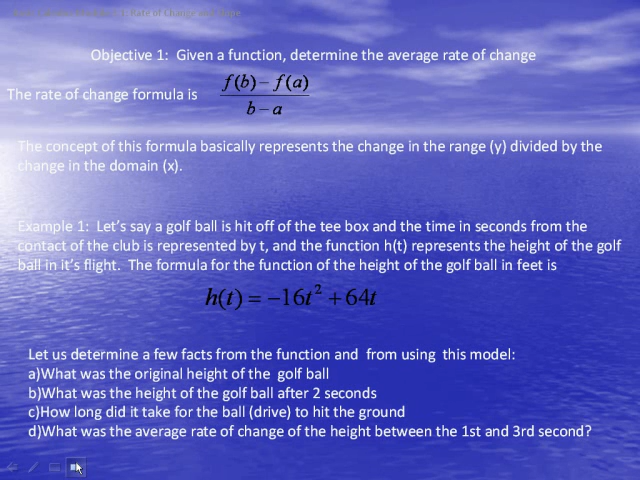 Objective 1: Given a function, determine the average rate of change
The rate of change formula is f(b) − f(a) / b − a
The concept of this formula basically represents the change in the range (y) divided by the
change in the domain (x).
Example 1: Let's say a golf ball is hit off of the tee box and the time in seconds from the
contact of the club is represented by t, and the function h(t) represents the height of the golf
ball in it's flight. The formula for the function of the height of the golf ball in feet is
h(t) = −16t² + 64t
Let us determine a few facts from the function and from using this model:
a)What was the original height of the golf ball
b)What was the height of the golf ball after 2 seconds
c)How long did it take for the ball (drive) to hit the ground
d)What was the average rate of change of the height between the 1st and 3rd second?